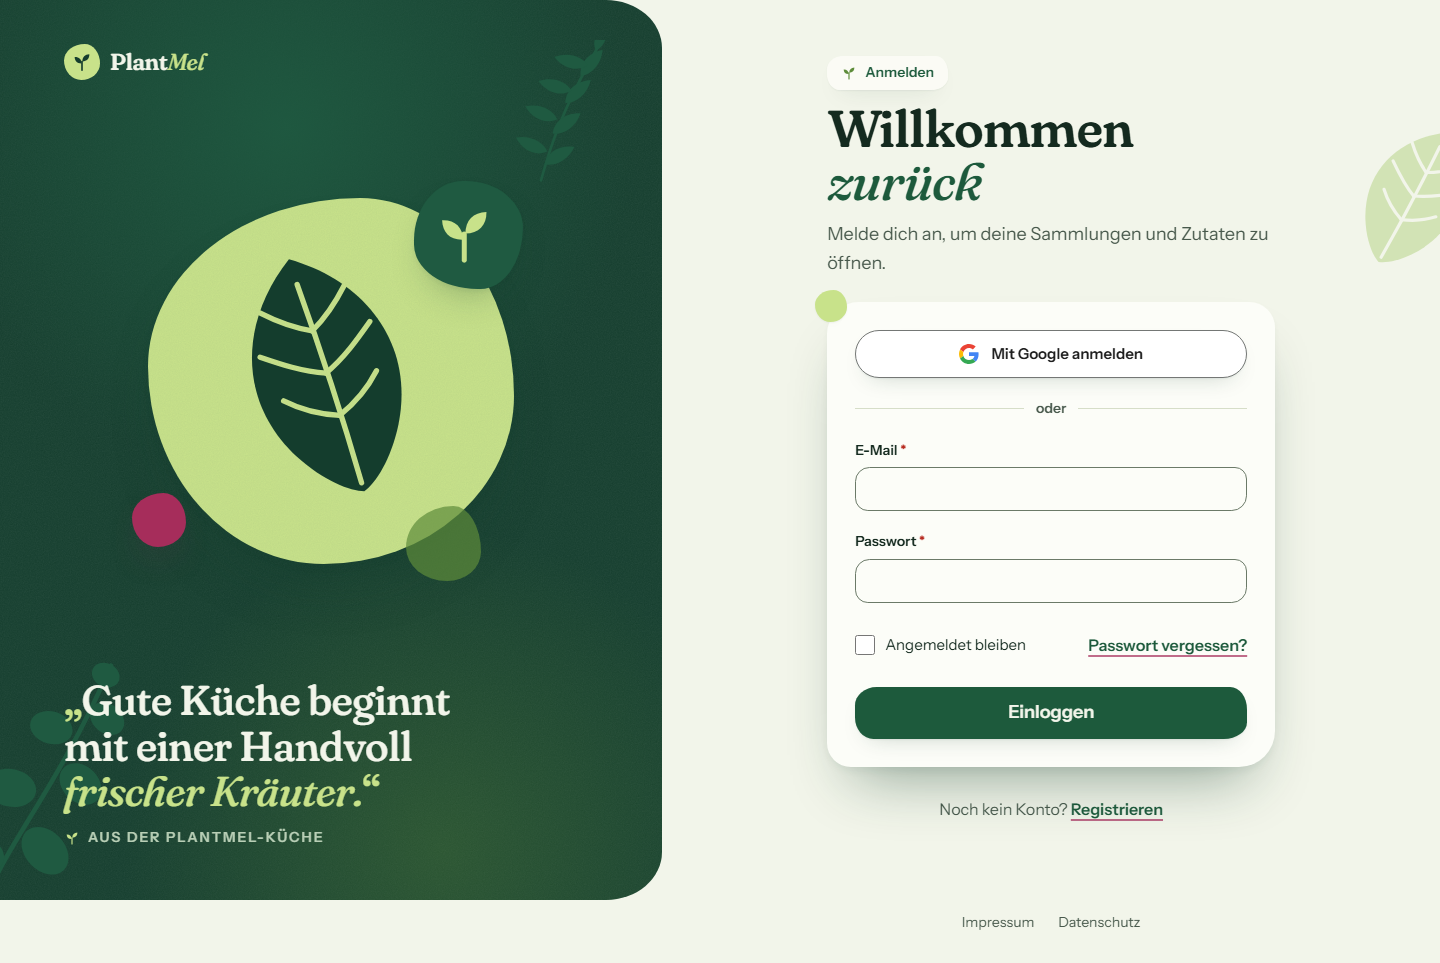 PlantMel
„Gute Küche beginnt
mit einer Handvoll
frischer Kräuter.“
AUS DER PLANTMEL-KÜCHE
Anmelden
Willkommen
zurück
Melde dich an, um deine Sammlungen und Zutaten zu
öffnen.
Mit Google anmelden
oder
E-Mail *
Passwort *
Angemeldet bleiben
Passwort vergessen?
Einloggen
Noch kein Konto? Registrieren
Impressum
Datenschutz